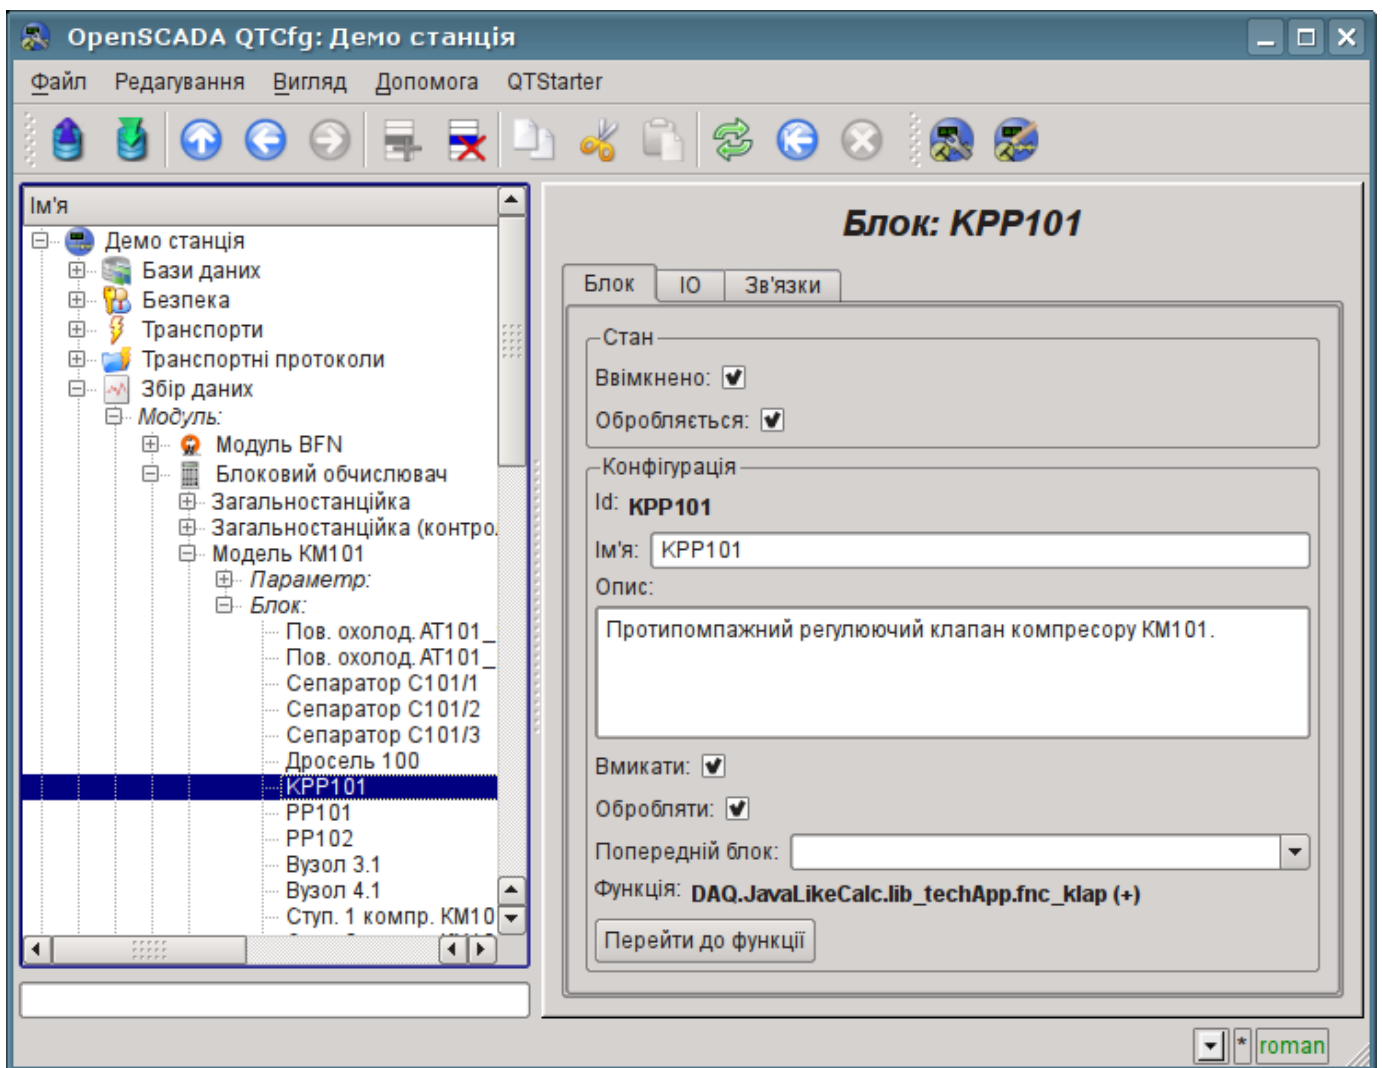 OpenSCADA QTCfg: Демо станція
Файл Редагування Вигляд Допомога QTStarter
Ім'я
Демо станція
Бази даних
Безпека
Транспорти
Транспортні протоколи
Збір даних
Модуль:
Модуль BFN
Блоковий обчислювач
Загальностанційка
Загальностанційка (контро.
Модель КМ101
Параметр:
Блок:
Пов. охолод. АТ101_
Пов. охолод. АТ101_
Сепаратор С101/1
Сепаратор С101/2
Сепаратор С101/3
Дросель 100
КРР101
РР101
РР102
Вузол 3.1
Вузол 4.1
Ступ. 1 компр. КМ10
Блок: КРР101
Блок IO Зв'язки
Стан
Ввімкнено:
Обробляється:
Конфігурація
Id: KPP101
Ім'я: КРР101
Опис:
Протипомпажний регулюючий клапан компресору КМ101.
Вмикати:
Обробляти:
Попередній блок:
Функція: DAQ.JavaLikeCalc.lib_techApp.fnc_klap (+)
Перейти до функції
* roman